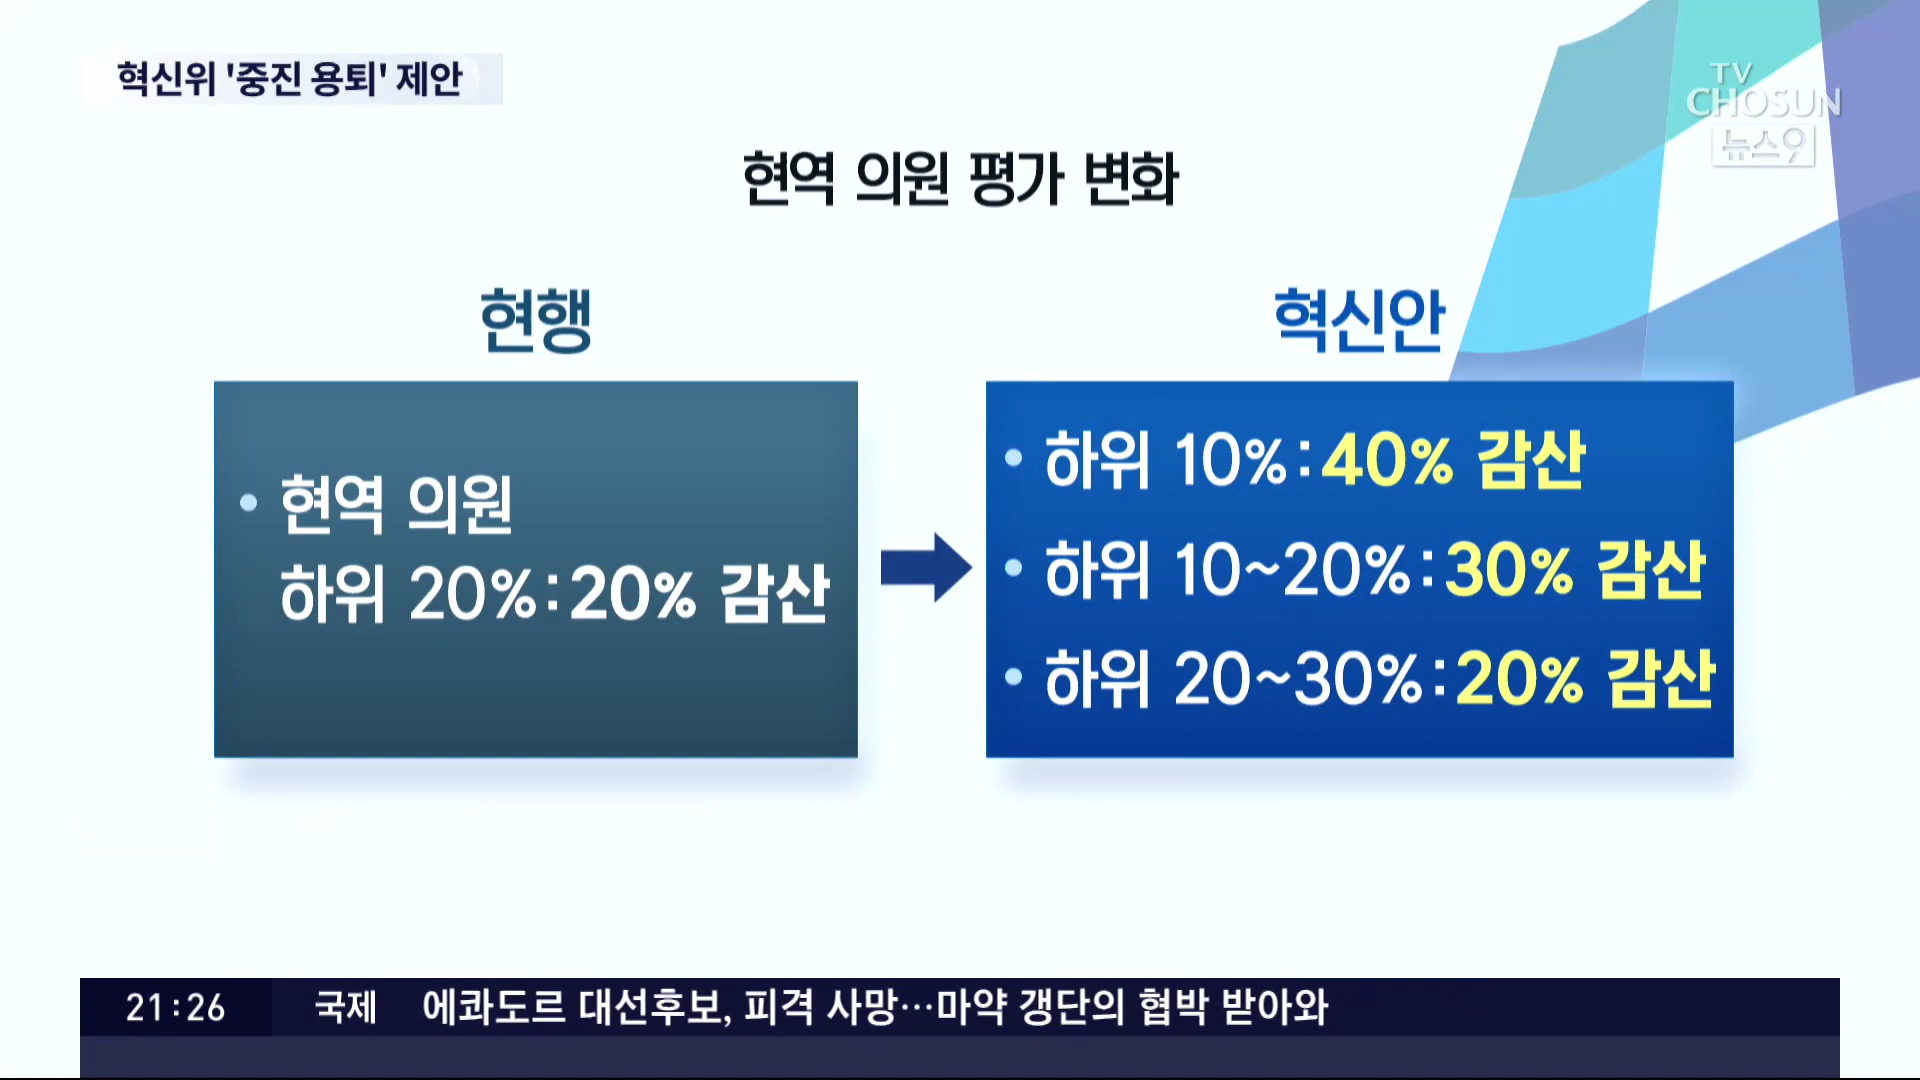 혁신위 '중진 용퇴' 제안
TV
CHOSUN
뉴스9
현역 의원 평가 변화
현행
• 현역 의원
하위 20%:20% 감산
혁신안
• 하위 10%:40% 감산
• 하위 10~20%:30% 감산
• 하위 20~30%:20% 감산
21:26 국제 에콰도르 대선후보, 피격 사망…마약 갱단의 협박 받아와